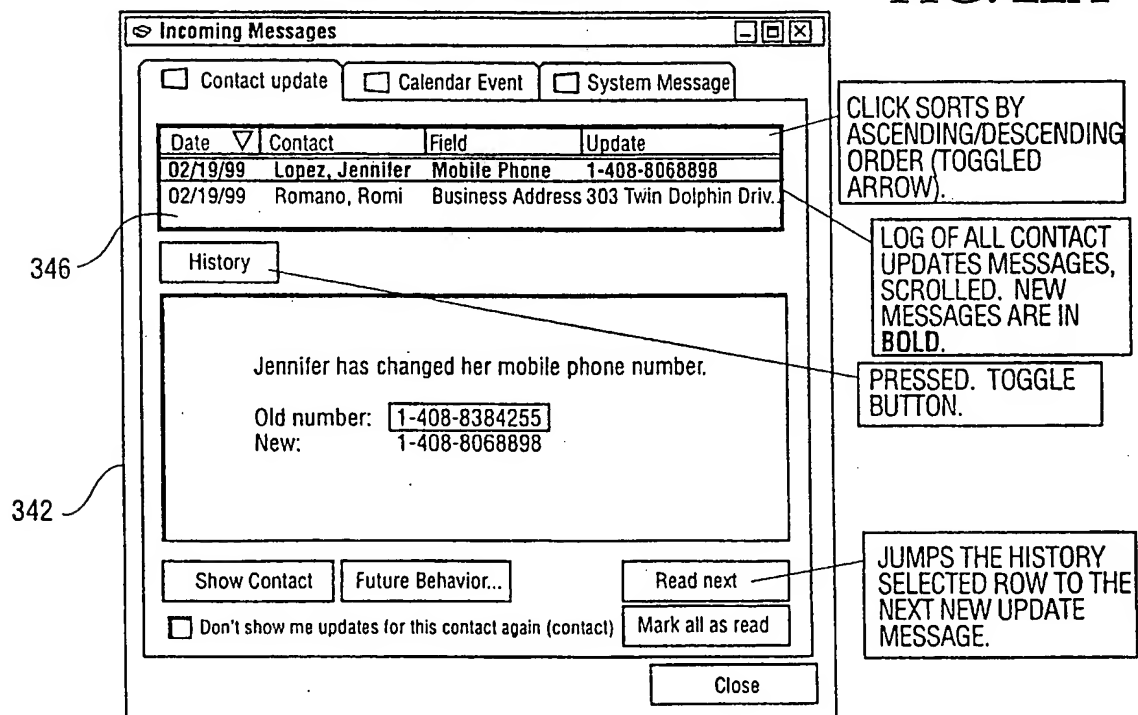 Incoming Messages
Contact update
Calendar Event
System Message
Date Contact Field Update
02/19/99 Lopez, Jennifer Mobile Phone 1-408-8068898
02/19/99 Romano, Romi Business Address 303 Twin Dolphin Driv..
346
History
Jennifer has changed her mobile phone number.
Old number: 1-408-8384255
New: 1-408-8068898
342
Show Contact
Future Behavior...
Read next
Don't show me updates for this contact again (contact)
Mark all as read
Close
CLICK SORTS BY
ASCENDING/DESCENDING
ORDER (TOGGLED
ARROW).
LOG OF ALL CONTACT
UPDATES MESSAGES,
SCROLLED. NEW
MESSAGES ARE IN
BOLD.
PRESSED. TOGGLE
BUTTON.
JUMPS THE HISTORY
SELECTED ROW TO THE
NEXT NEW UPDATE
MESSAGE.